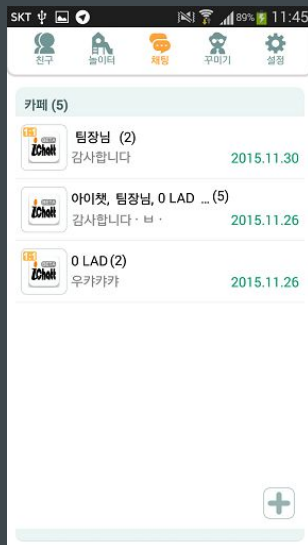 SKT 89% 11:45
친구 놀이터 채팅 꾸미기 설정
카페 (5)
팀장님 (2)
감사합니다 2015.11.30
아이챗, 팀장님, 0 LAD ... (5)
감사합니다 · ㅂ · 2015.11.26
0 LAD (2)
우캬캬캬 2015.11.26